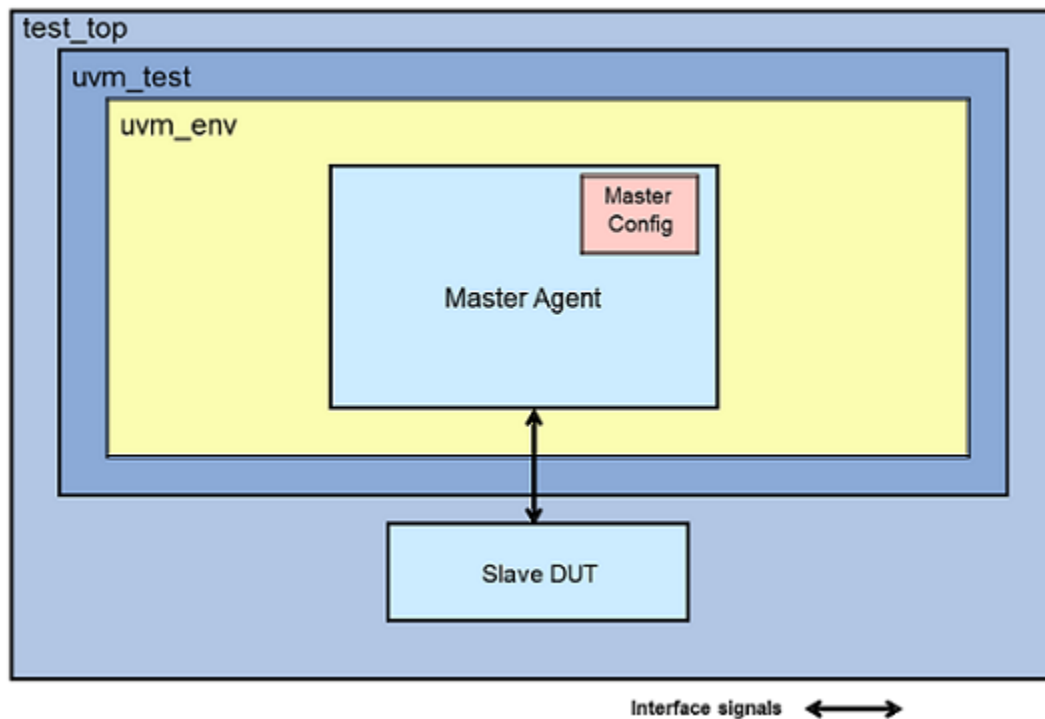 test_top
uvm_test
uvm_env
Master
Config
Master Agent
Slave DUT
Interface signals